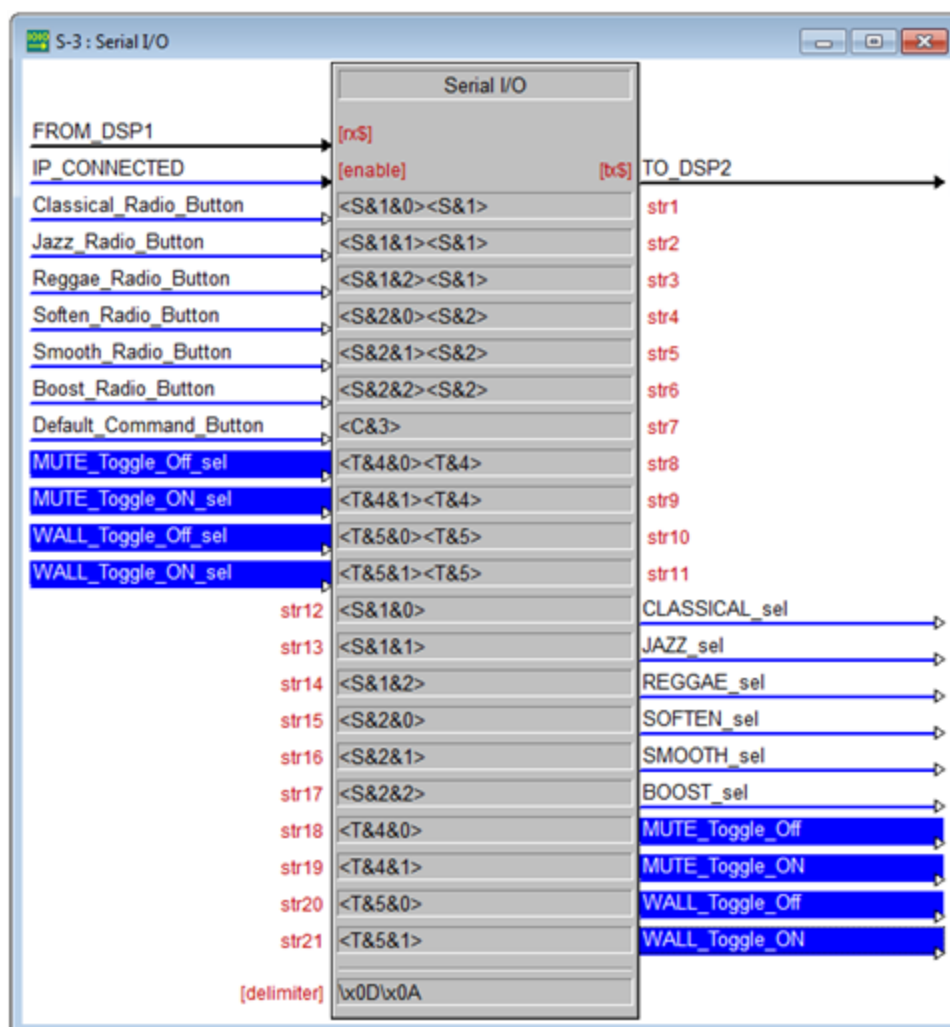 S-3 : Serial I/O
Serial I/O
FROM_DSP1 [rx$]
IP_CONNECTED [enable] [tx$] TO_DSP2
Classical_Radio_Button <S&1&0><S&1> str1
Jazz_Radio_Button <S&1&1><S&1> str2
Reggae_Radio_Button <S&1&2><S&1> str3
Soften_Radio_Button <S&2&0><S&2> str4
Smooth_Radio_Button <S&2&1><S&2> str5
Boost_Radio_Button <S&2&2><S&2> str6
Default_Command_Button <C&3> str7
MUTE_Toggle_Off_sel <T&4&0><T&4> str8
MUTE_Toggle_ON_sel <T&4&1><T&4> str9
WALL_Toggle_Off_sel <T&5&0><T&5> str10
WALL_Toggle_ON_sel <T&5&1><T&5> str11
str12 <S&1&0> CLASSICAL_sel
str13 <S&1&1> JAZZ_sel
str14 <S&1&2> REGGAE_sel
str15 <S&2&0> SOFTEN_sel
str16 <S&2&1> SMOOTH_sel
str17 <S&2&2> BOOST_sel
str18 <T&4&0> MUTE_Toggle_Off
str19 <T&4&1> MUTE_Toggle_ON
str20 <T&5&0> WALL_Toggle_Off
str21 <T&5&1> WALL_Toggle_ON
[delimiter] \x0D\x0A